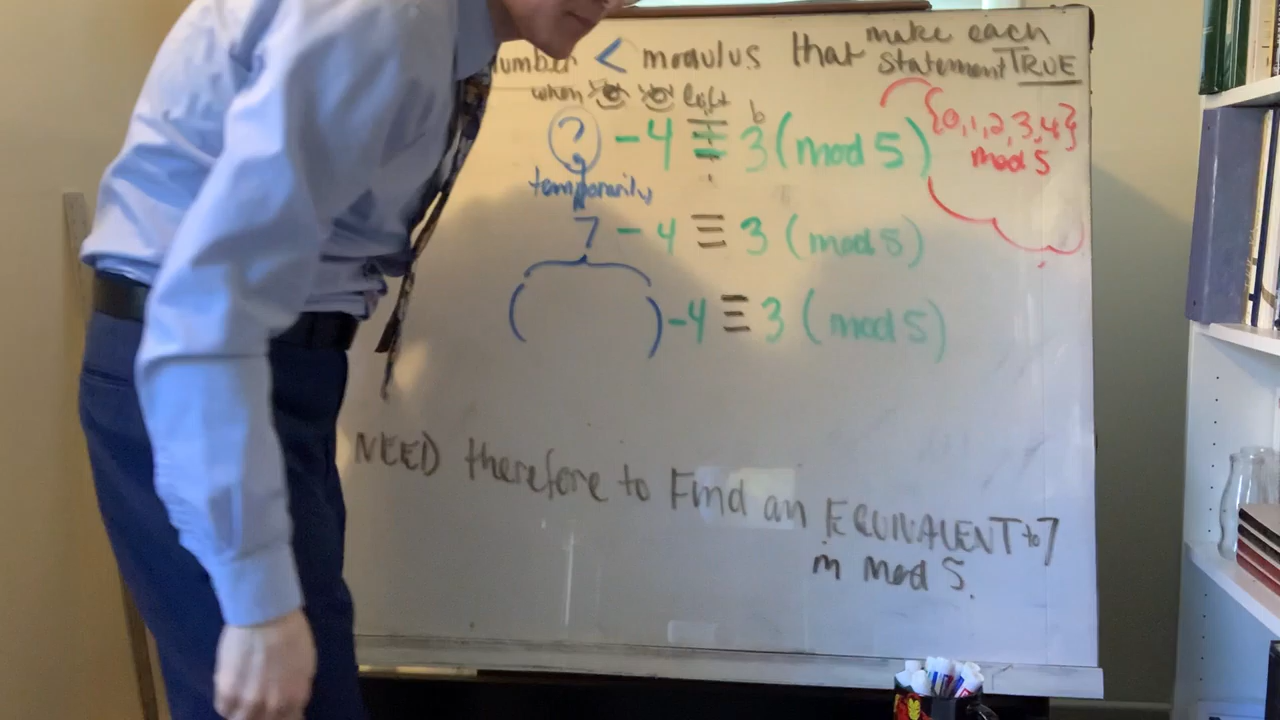 number < modulus that make each statement TRUE
when left
? - 4 ≡ 3 (mod 5)
b
{0,1,2,3,4}
mod 5
temporarily
7 - 4 ≡ 3 (mod 5)
( ) - 4 ≡ 3 (mod 5)
NEED therefore to Find an EQUIVALENT to 7
in mod 5.